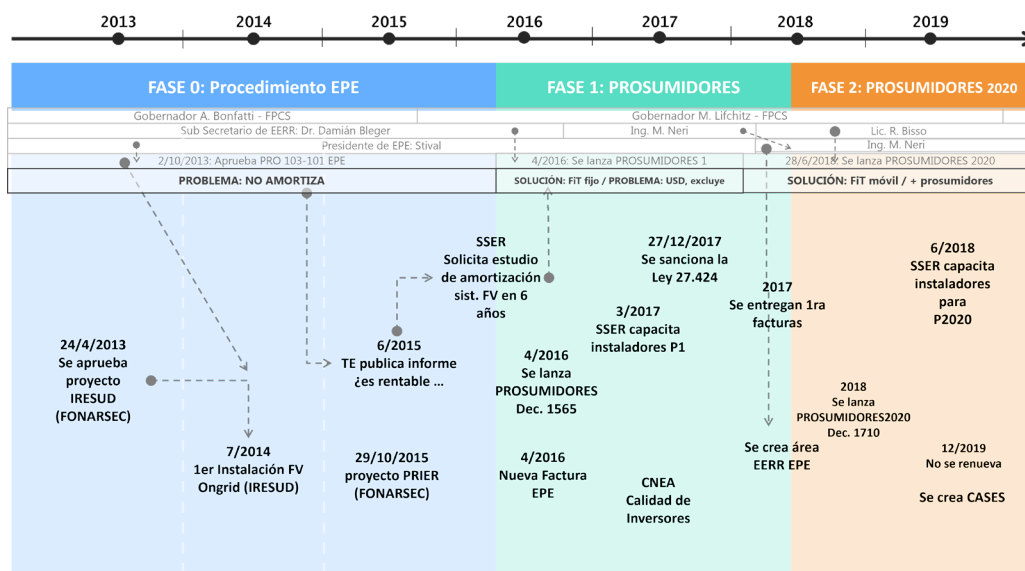 2013 2014 2015 2016 2017 2018 2019
FASE 0: Procedimiento EPE
FASE 1: PROSUMIDORES
FASE 2: PROSUMIDORES 2020
Gobernador A. Bonfatti - FPCS
Gobernador M. Lifchitz - FPCS
Sub Secretario de EERR: Dr. Damián Bleger
Ing. M. Neri
Lic. R. Bisso
Presidente de EPE: Stival
Ing. M. Neri
2/10/2013: Aprueba PRO 103-101 EPE
4/2016: Se lanza PROSUMIDORES 1
28/6/2018: Se lanza PROSUMIDORES 2020
PROBLEMA: NO AMORTIZA
SOLUCIÓN: FiT fijo / PROBLEMA: USD, excluye
SOLUCIÓN: FiT móvil / + prosumidores
24/4/2013
Se aprueba
proyecto
IRESUD
(FONARSEC)
7/2014
1er Instalación FV
Ongrid (IRESUD)
6/2015
TE publica informe
¿es rentable ...
29/10/2015
proyecto PRIER
(FONARSEC)
SSER
Solicita estudio
de amortización
sist. FV en 6
años
4/2016
Se lanza
PROSUMIDORES
Dec. 1565
4/2016
Nueva Factura
EPE
27/12/2017
Se sanciona la
Ley 27.424
3/2017
SSER capacita
instaladores P1
CNEA
Calidad de
Inversores
2017
Se entregan 1ra
facturas
Se crea área
EERR EPE
2018
Se lanza
PROSUMIDORES2020
Dec. 1710
6/2018
SSER capacita
instaladores
para
P2020
12/2019
No se renueva
Se crea CASES